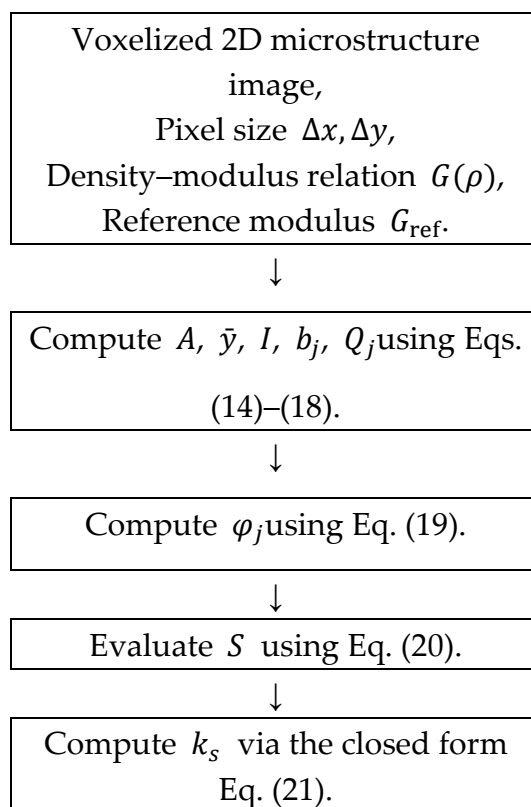 Voxelized 2D microstructure
image,
Pixel size Δx, Δy,
Density–modulus relation G(ρ),
Reference modulus G_ref.
↓
Compute A, ȳ, I, b_j, Q_j using Eqs.
(14)–(18).
↓
Compute φ_j using Eq. (19).
↓
Evaluate S using Eq. (20).
↓
Compute k_s via the closed form
Eq. (21).